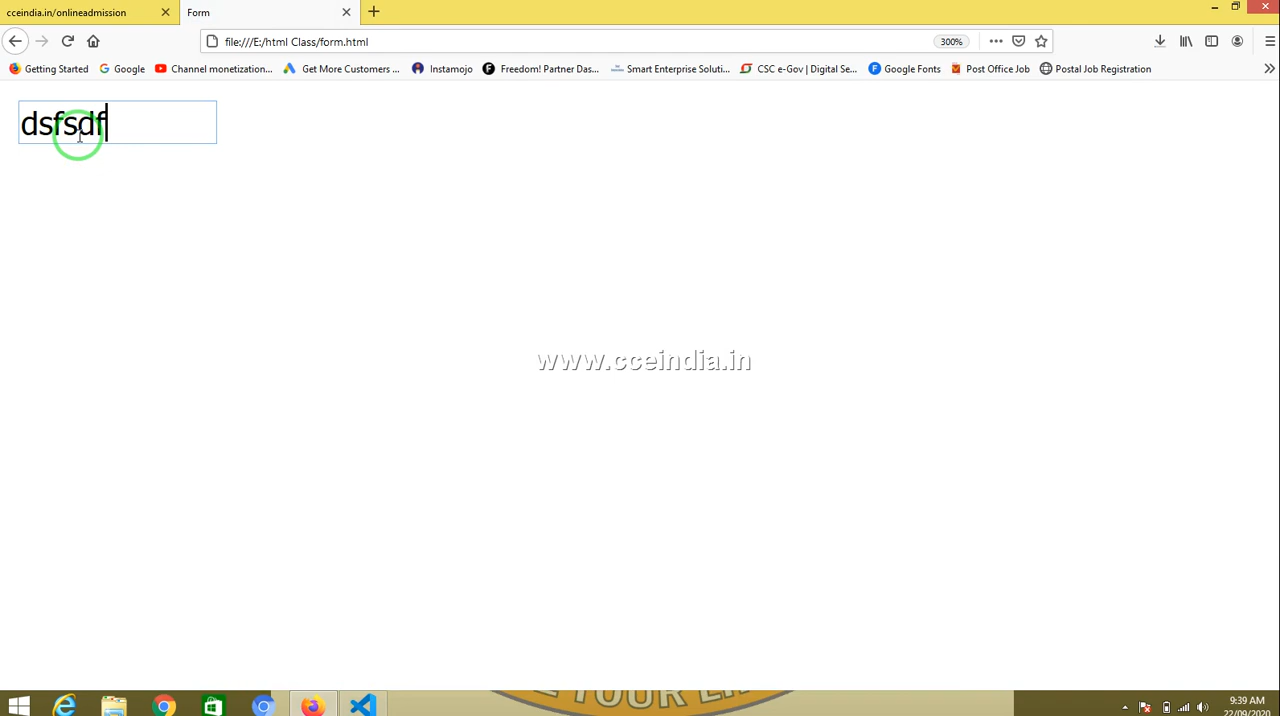 cceindia.in/onlineadmission
Form
file:///E:/html Class/form.html
300%
Getting Started
Google
Channel monetization...
Get More Customers ...
Instamojo
Freedom! Partner Das...
Smart Enterprise Soluti...
CSC e-Gov | Digital Se...
Google Fonts
Post Office Job
Postal Job Registration
dsfsdf
www.cceindia.in
9:39 AM
22/09/2020